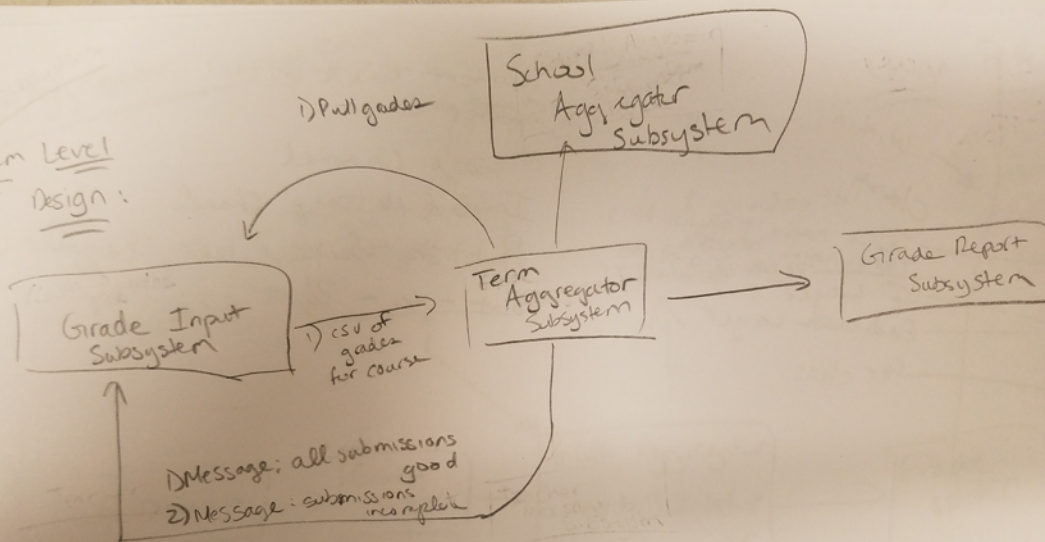 m Level
Design:
1) Pull grades
School
Aggregator
Subsystem
Grade Input
Subsystem
1) csv of
grades
for course
Term
Aggregator
Subsystem
Grade Report
Subsystem
1) Message: all submissions
good
2) Message: submissions
incomplete